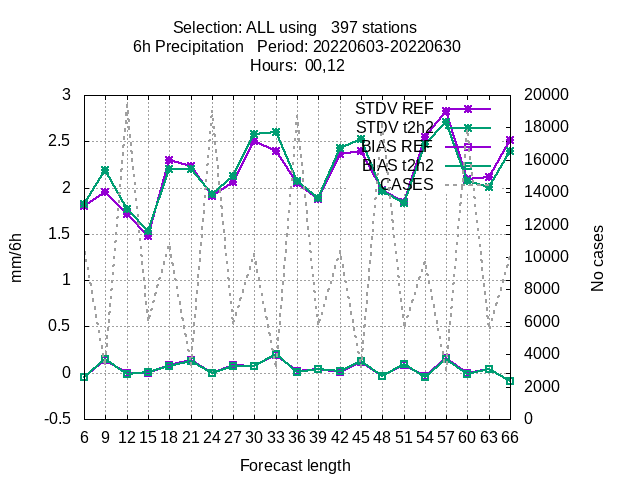 Selection: ALL using   397 stations
6h Precipitation   Period: 20220603-20220630
Hours:  00,12
3
2.5
2
1.5
1
0.5
0
-0.5
mm/6h
20000
18000
16000
14000
12000
10000
8000
6000
4000
2000
0
No cases
STDV REF
STDV t2h2
BIAS REF
BIAS t2h2
CASES
6 9 12 15 18 21 24 27 30 33 36 39 42 45 48 51 54 57 60 63 66
Forecast length